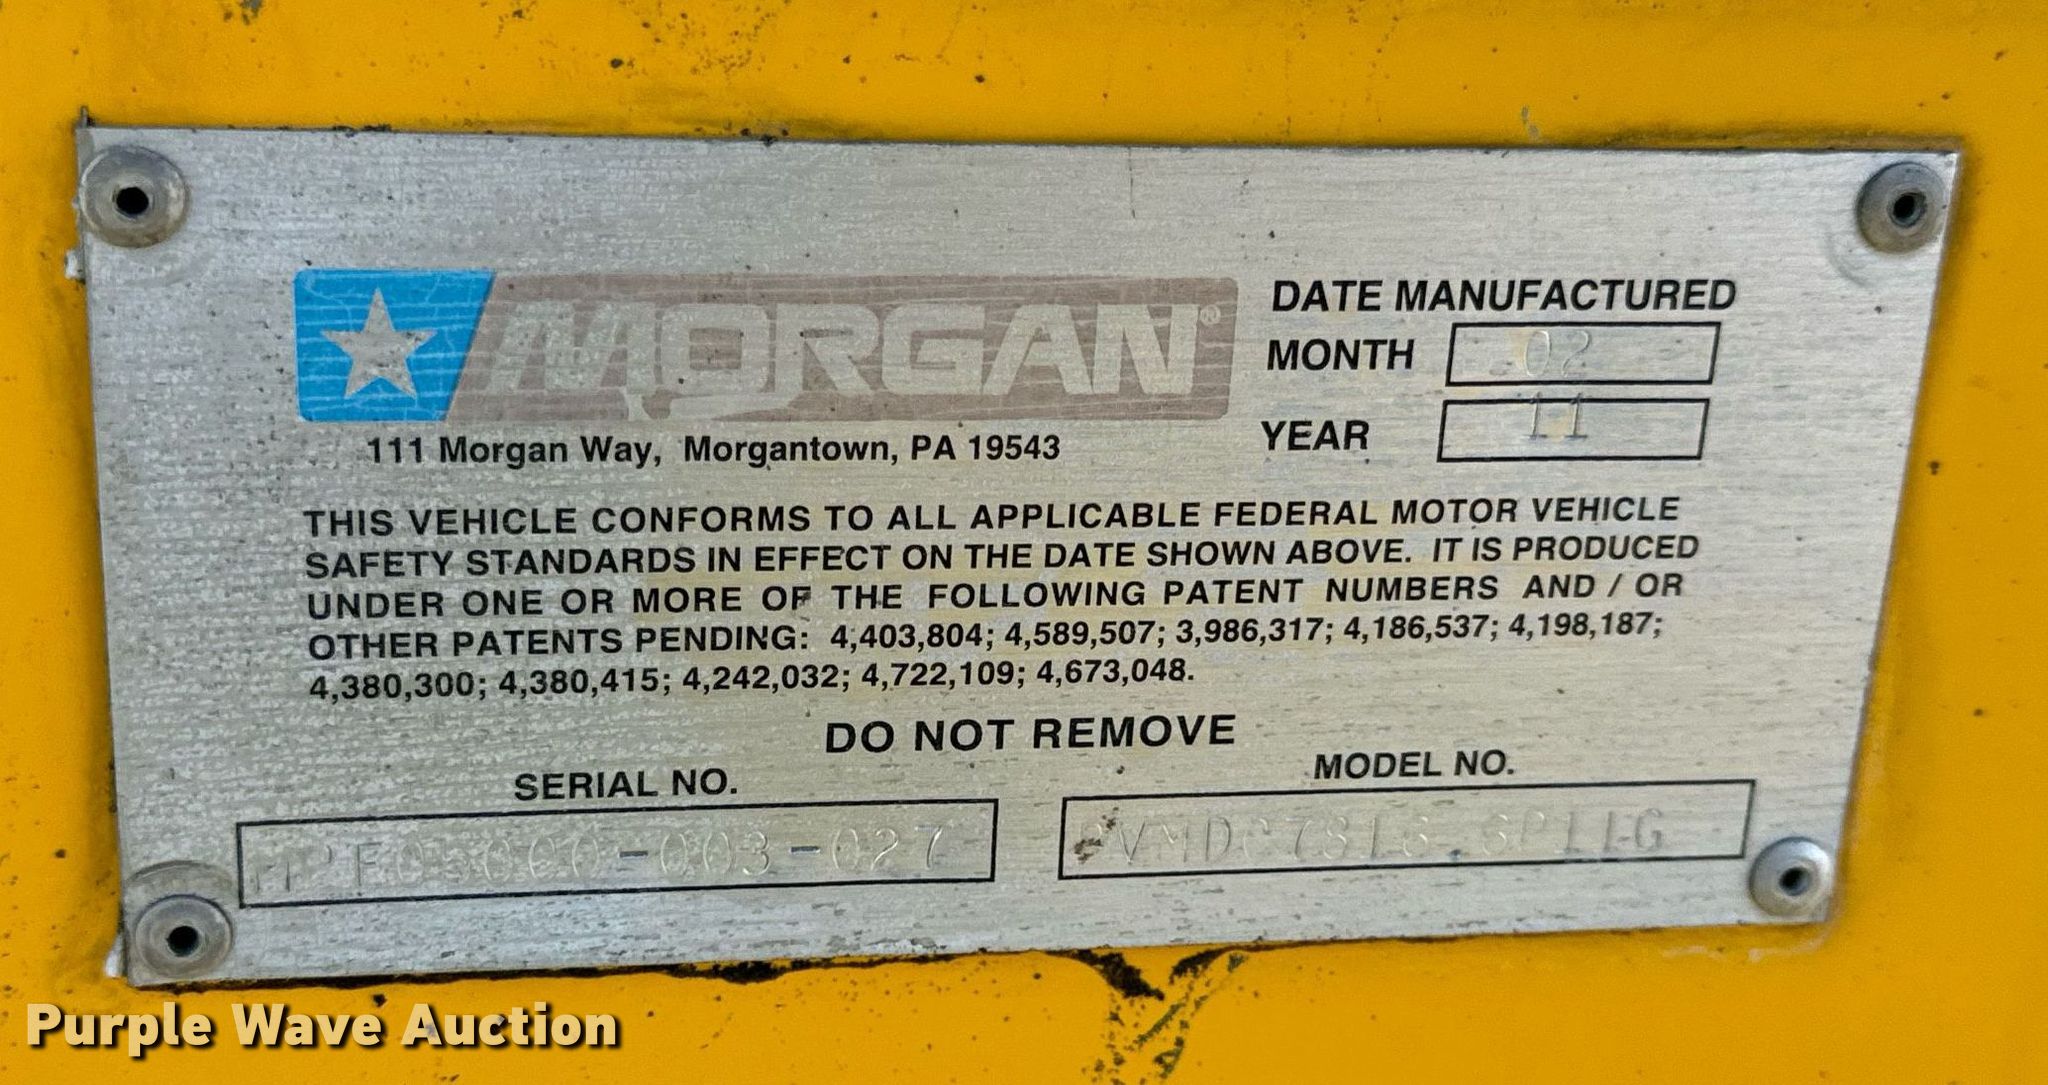 MORGAN®
111 Morgan Way, Morgantown, PA 19543
DATE MANUFACTURED
MONTH 02
YEAR 11
THIS VEHICLE CONFORMS TO ALL APPLICABLE FEDERAL MOTOR VEHICLE
SAFETY STANDARDS IN EFFECT ON THE DATE SHOWN ABOVE. IT IS PRODUCED
UNDER ONE OR MORE OF THE FOLLOWING PATENT NUMBERS AND / OR
OTHER PATENTS PENDING: 4,403,804; 4,589,507; 3,986,317; 4,186,537; 4,198,187;
4,380,300; 4,380,415; 4,242,032; 4,722,109; 4,673,048.
DO NOT REMOVE
SERIAL NO.
MODEL NO.
Purple Wave Auction